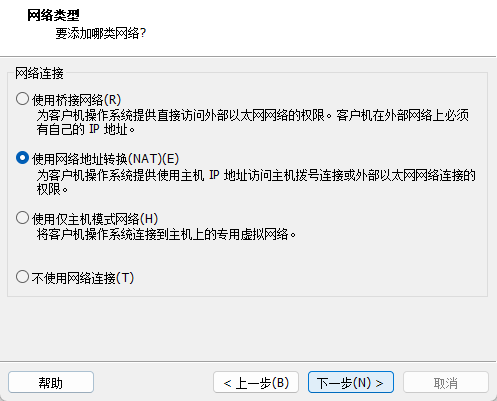 网络类型
要添加哪类网络?
网络连接
使用桥接网络(R)
为客户机操作系统提供直接访问外部以太网网络的权限。客户机在外部网络上必须
有自己的 IP 地址。
使用网络地址转换(NAT)(E)
为客户机操作系统提供使用主机 IP 地址访问主机拨号连接或外部以太网网络连接的
权限。
使用仅主机模式网络(H)
将客户机操作系统连接到主机上的专用虚拟网络。
不使用网络连接(T)
帮助
< 上一步(B)
下一步(N) >
取消